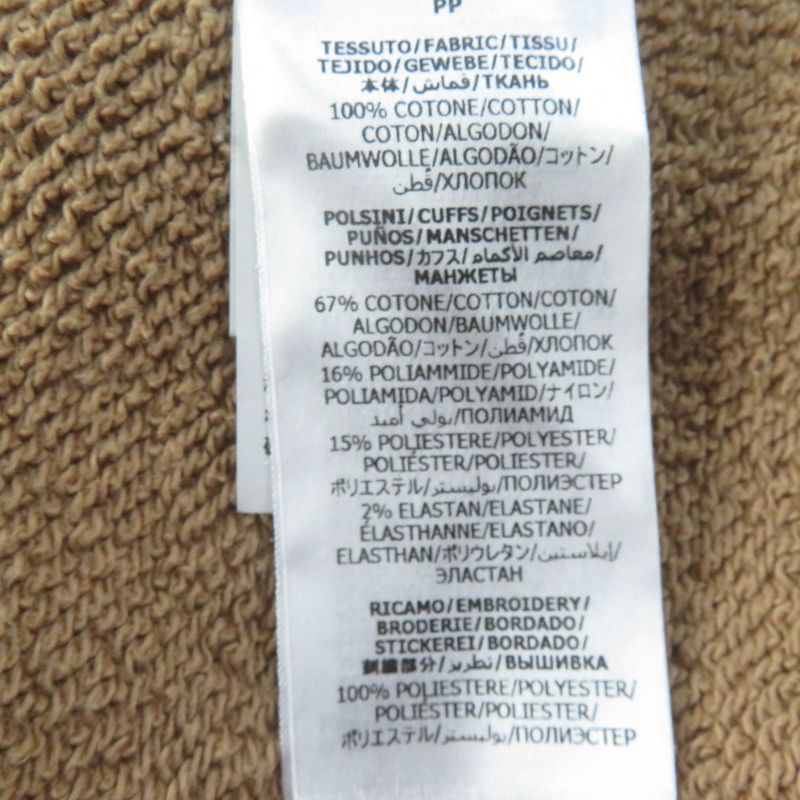 PP
TESSUTO/FABRIC/TISSU/
TEJIDO/GEWEBE/TECIDO/
本体/قماش/ТКАНЬ
100% COTONE/COTTON/
COTON/ALGODON/
BAUMWOLLE/ALGODÃO/コットン/
قُطن/ХЛОПОК
POLSINI/CUFFS/POIGNETS/
PUÑOS/MANSCHETTEN/
PUNHOS/カフス/معاصم الأكمام/
МАНЖЕТЫ
67% COTONE/COTTON/COTON/
ALGODON/BAUMWOLLE/
ALGODÃO/コットン/قُطن/ХЛОПОК
16% POLIAMMIDE/POLYAMIDE/
POLIAMIDA/POLYAMID/ナイロン/
بولي أميد/ПОЛИАМИД
15% POLIESTERE/POLYESTER/
POLIÉSTER/POLIESTER/
ポリエステル/بوليستر/ПОЛИЭСТЕР
2% ELASTAN/ELASTANE/
ÉLASTHANNE/ELASTANO/
ELASTHAN/ポリウレタン/إيلاستين/
ЭЛАСТАН
RICAMO/EMBROIDERY/
BRODERIE/BORDADO/
STICKEREI/BORDADO/
刺繍部分/تطريز/ВЫШИВКА
100% POLIESTERE/POLYESTER/
POLIÉSTER/POLIESTER/
ポリエステル/بوليستر/ПОЛИЭСТЕР